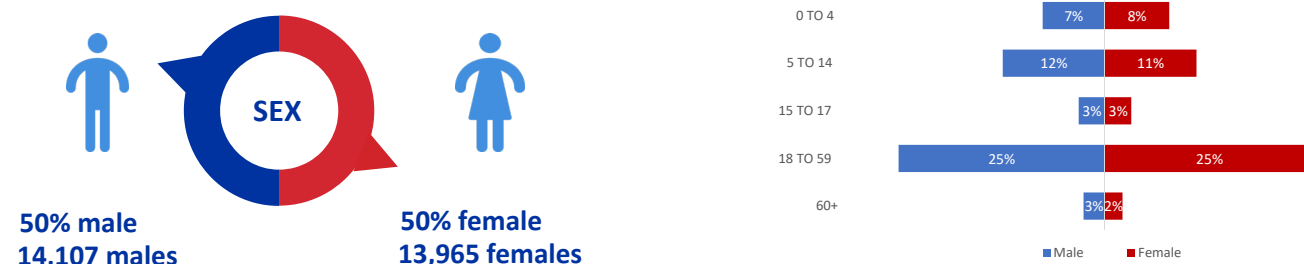 SEX
50% male
14,107 males
50% female
13,965 females
0 TO 4
7%
8%
5 TO 14
12%
11%
15 TO 17
3%
3%
18 TO 59
25%
25%
60+
3%
2%
Male
Female